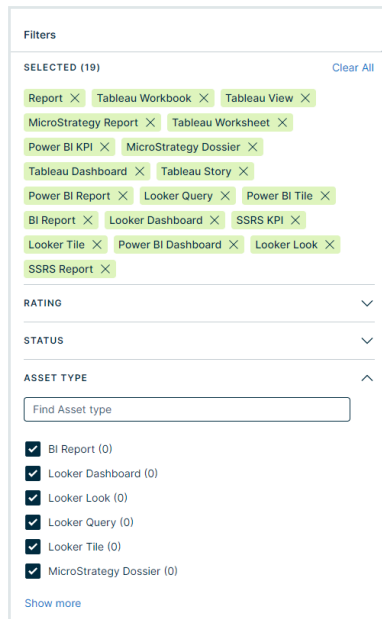 Filters
SELECTED (19) Clear All
Report Tableau Workbook Tableau View
MicroStrategy Report Tableau Worksheet
Power BI KPI MicroStrategy Dossier
Tableau Dashboard Tableau Story
Power BI Report Looker Query Power BI Tile
BI Report Looker Dashboard SSRS KPI
Looker Tile Power BI Dashboard Looker Look
SSRS Report
RATING
STATUS
ASSET TYPE
Find Asset type
BI Report (0)
Looker Dashboard (0)
Looker Look (0)
Looker Query (0)
Looker Tile (0)
MicroStrategy Dossier (0)
Show more